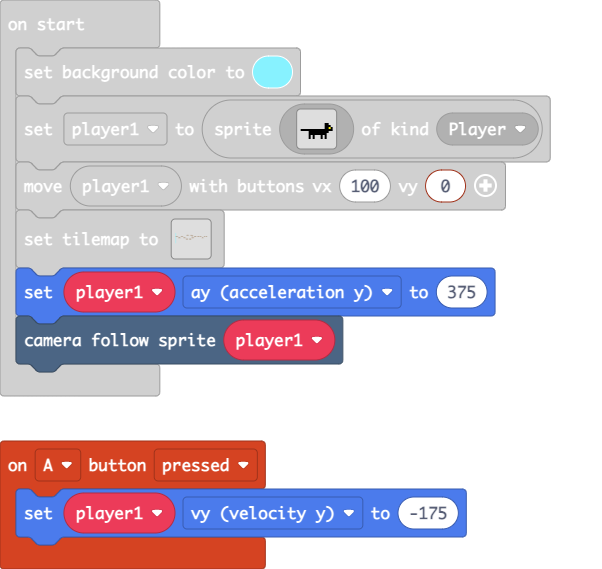 on start
set background color to
set player1 to sprite of kind Player
move player1 with buttons vx 100 vy 0
set tilemap to
set player1 ay (acceleration y) to 375
camera follow sprite player1
on A button pressed
set player1 vy (velocity y) to -175